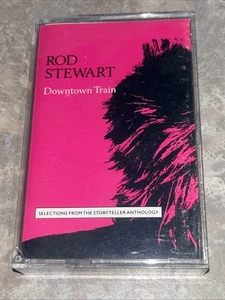 ROD
STEWART
Downtown Train
SELECTIONS FROM THE STORYTELLER ANTHOLOGY